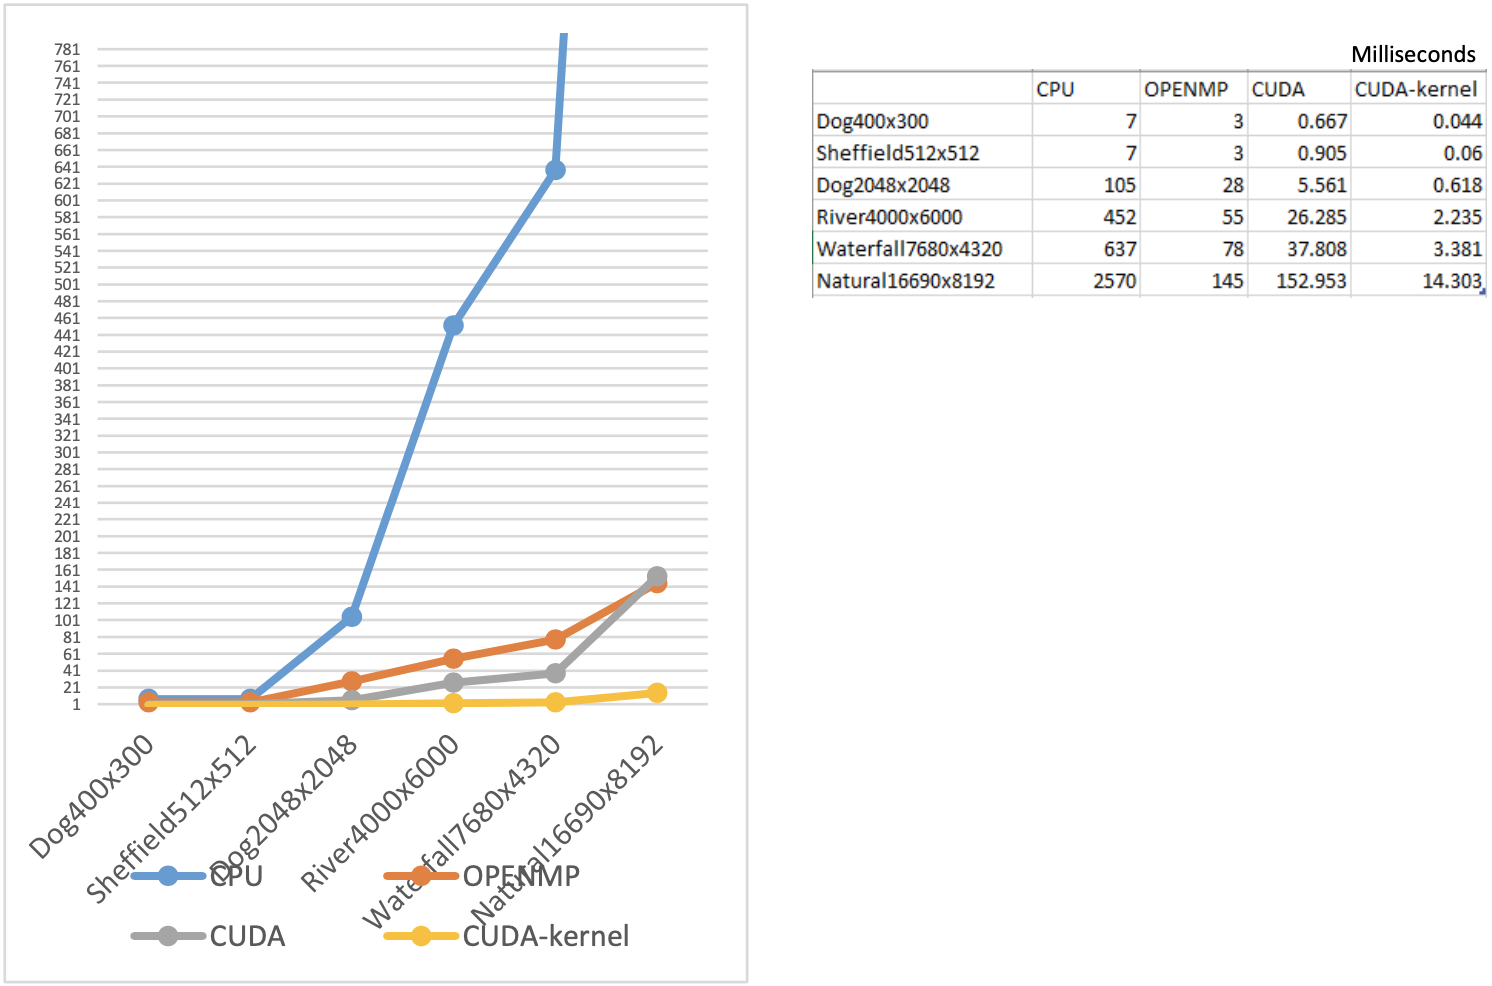 781
761
741
721
701
681
661
641
621
601
581
561
541
521
501
481
461
441
421
401
381
361
341
321
301
281
261
241
221
201
181
161
141
121
101
81
61
41
21
1
Dog400x300
Sheffield512x512
Dog2048x2048
River4000x6000
Waterfall7680x4320
Natural16690x8192
CPU OPENMP
CUDA CUDA-kernel
Milliseconds
CPU OPENMP CUDA CUDA-kernel
Dog400x300 7 3 0.667 0.044
Sheffield512x512 7 3 0.905 0.06
Dog2048x2048 105 28 5.561 0.618
River4000x6000 452 55 26.285 2.235
Waterfall7680x4320 637 78 37.808 3.381
Natural16690x8192 2570 145 152.953 14.303